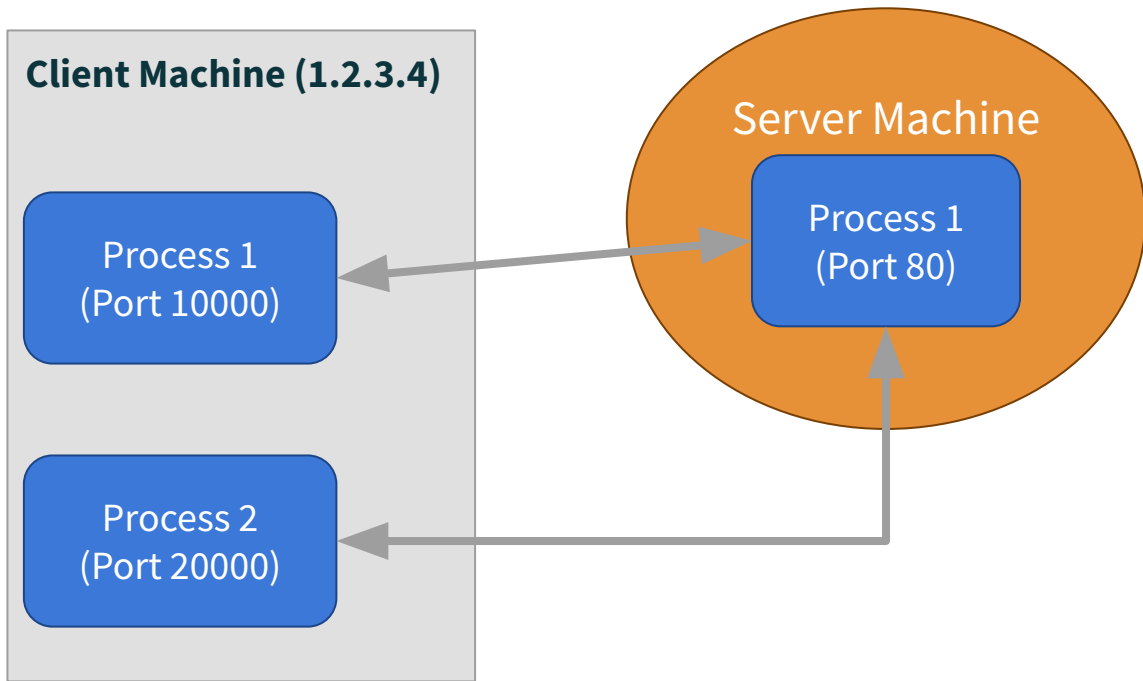 Client Machine (1.2.3.4)
Process 1
(Port 10000)
Process 2
(Port 20000)
Server Machine
Process 1
(Port 80)